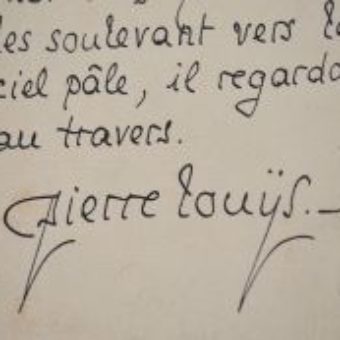 les soulevant vers le
ciel pâle, il regarda
au travers.
Pierre Louÿs.